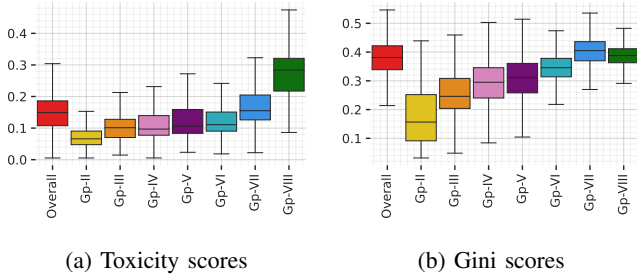 0.4
0.3
0.2
0.1
0.0
Overall
Gp-II
Gp-III
Gp-IV
Gp-V
Gp-VI
Gp-VII
Gp-VIII
(a) Toxicity scores
0.5
0.4
0.3
0.2
0.1
Overall
Gp-II
Gp-III
Gp-IV
Gp-V
Gp-VI
Gp-VII
Gp-VIII
(b) Gini scores